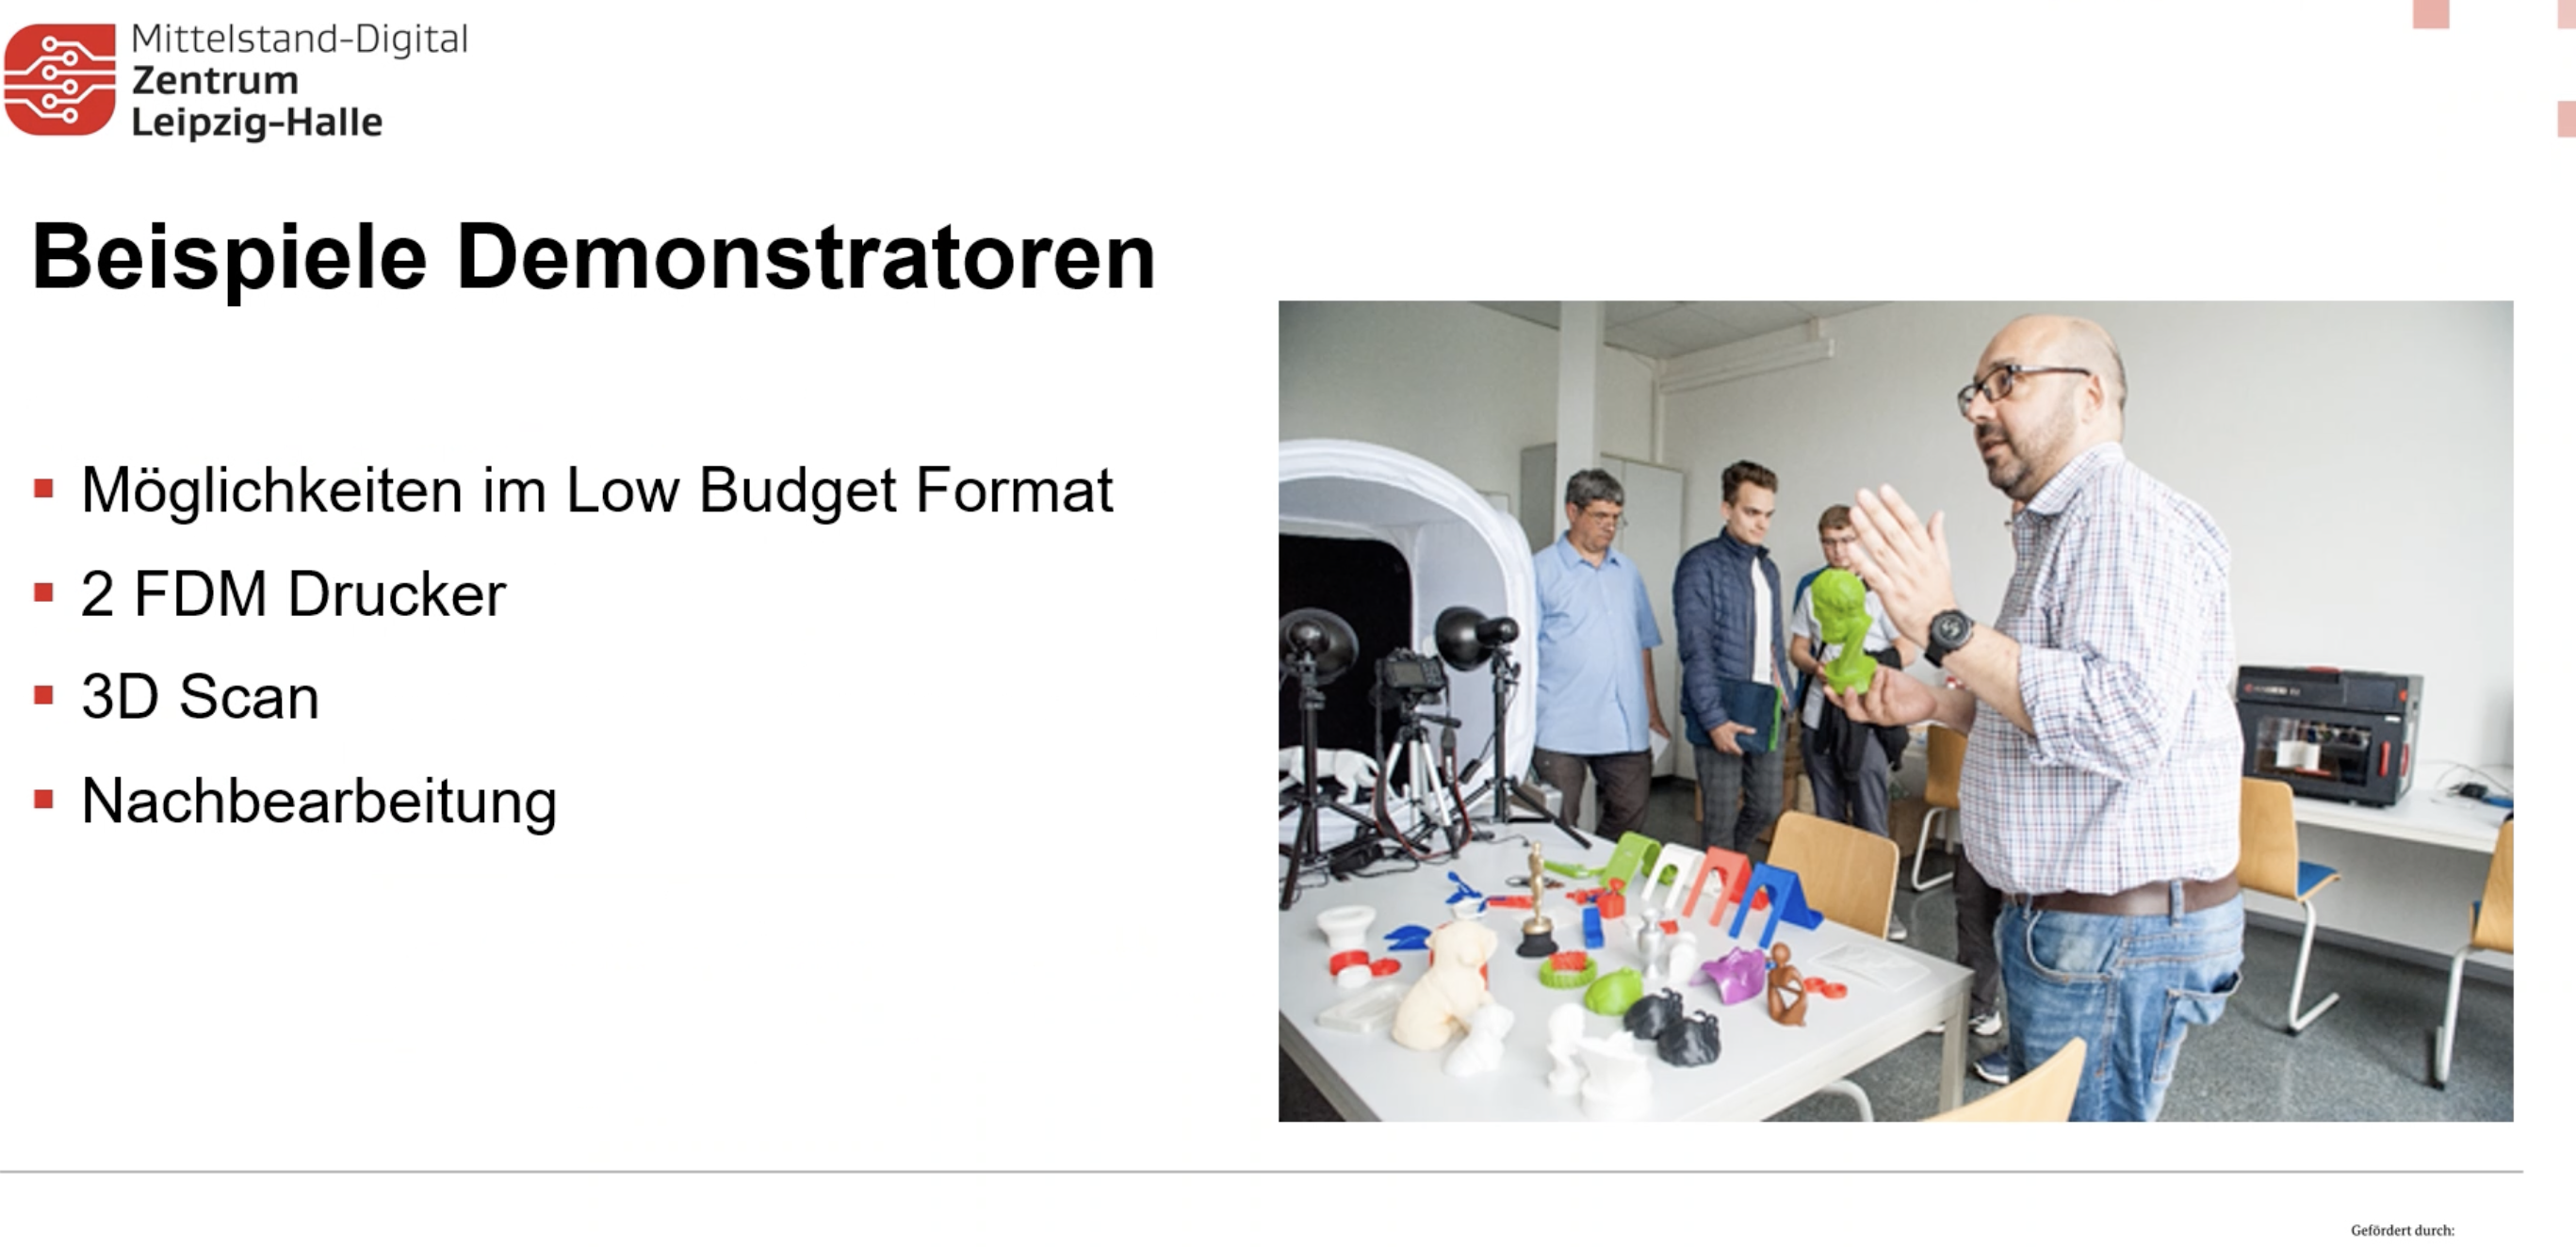 Mittelstand-Digital
Zentrum
Leipzig-Halle
Beispiele Demonstratoren
Möglichkeiten im Low Budget Format
2 FDM Drucker
3D Scan
Nachbearbeitung
Gefördert durch: